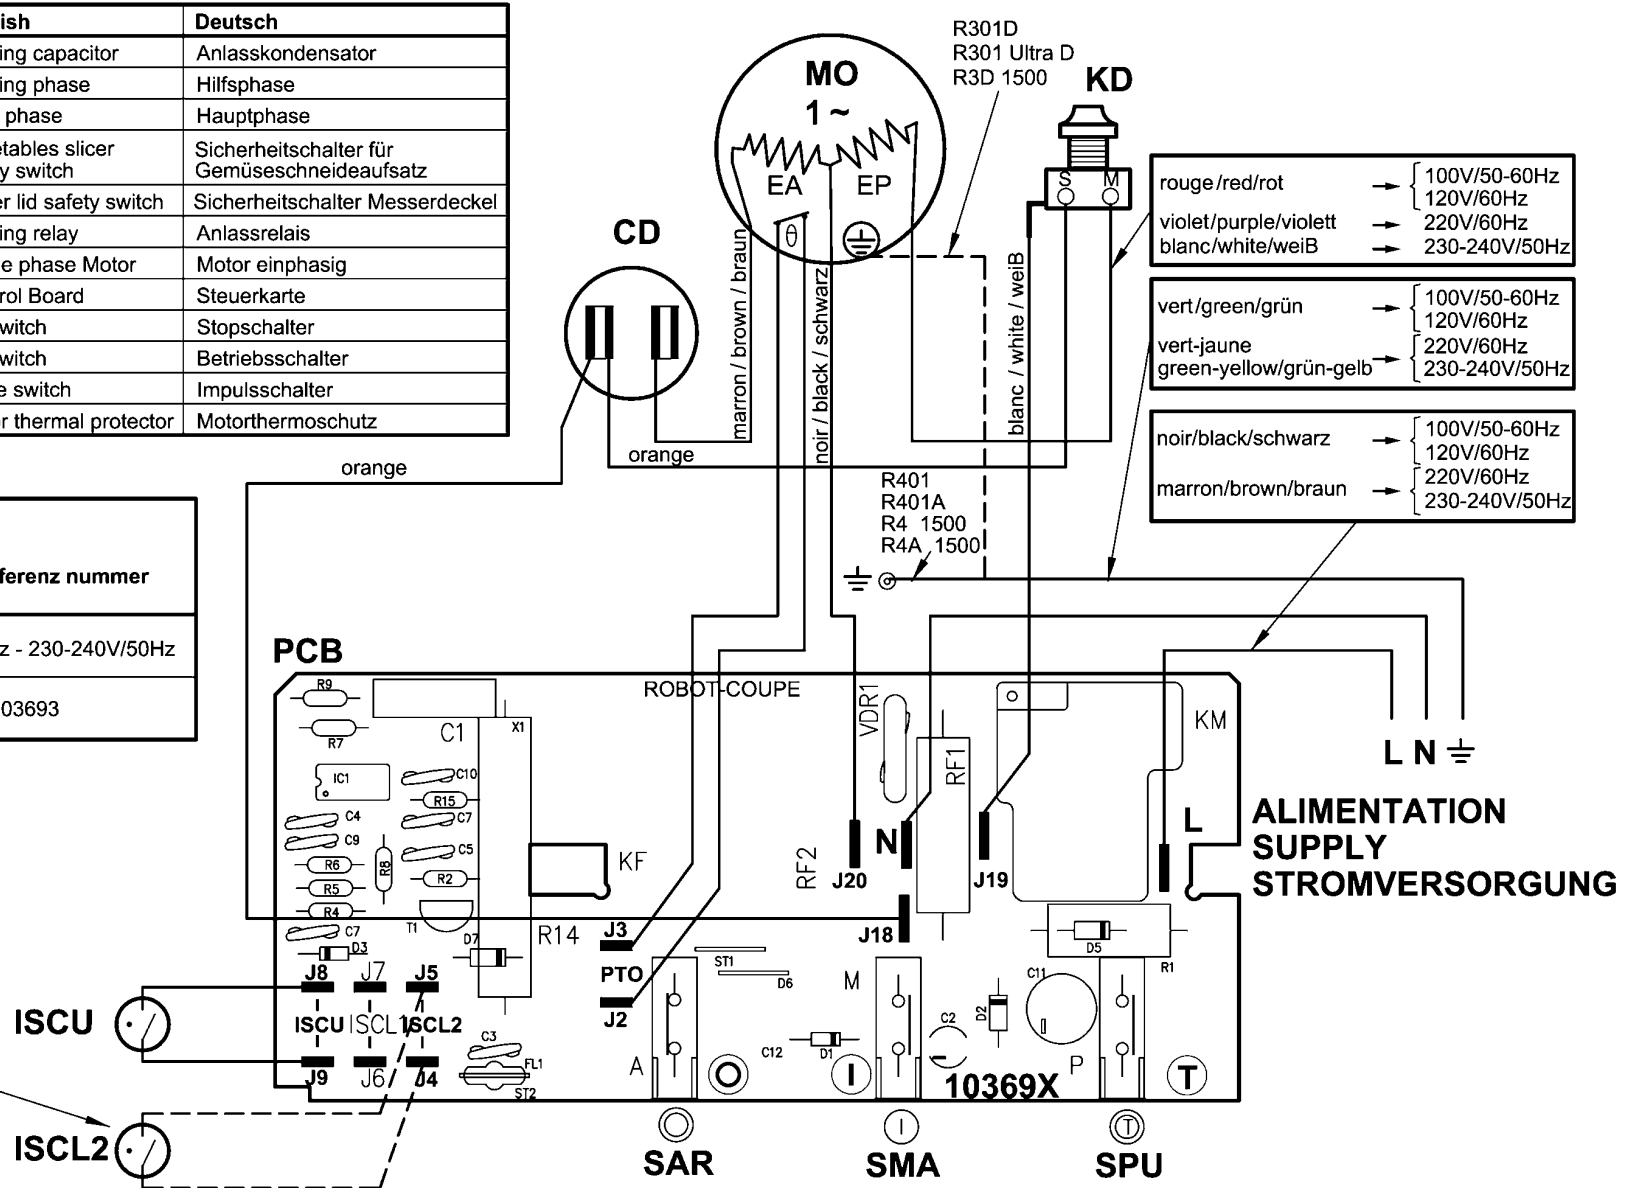 ish Deutsch
ing capacitor Anlasskondensator
ing phase Hilfsphase
phase Hauptphase
etables slicer
y switch
Sicherheitschalter für
Gemüseschneideaufsatz
er lid safety switch Sicherheitschalter Messerdeckel
ing relay Anlassrelais
e phase Motor Motor einphasig
rol Board Steuerkarte
witch Stopschalter
witch Betriebsschalter
e switch Impulsschalter
r thermal protector Motorthermoschutz
ferenz nummer
z - 230-240V/50Hz
03693
MO
1 ~
EA EP
θ
R301D
R301 Ultra D
R3D 1500
KD
S M
CD
marron / brown / braun
noir / black / schwarz
blanc / white / weiB
orange
orange
rouge/red/rot
100V/50-60Hz
120V/60Hz
violet/purple/violett 220V/60Hz
blanc/white/weiB 230-240V/50Hz
vert/green/grün
100V/50-60Hz
120V/60Hz
vert-jaune
green-yellow/grün-gelb
220V/60Hz
230-240V/50Hz
noir/black/schwarz
100V/50-60Hz
120V/60Hz
marron/brown/braun
220V/60Hz
230-240V/50Hz
R401
R401A
R4 1500
R4A 1500
PCB
ROBOT-COUPE
R9
R7
C1
X1
IC1
C10
R15
C4
C7
C9
C5
R6
R8
R5
R2
R4
C7
T1
D3
D7
R14
KF
VDR1
RF1
RF2
KM
L N
N
L
J20
J19
J18
J3
PTO
J2
ST1
D6
M
D5
R1
C11
D2
C2
C12
D1
A
P
O
I
T
10369X
J8 J7 J5
ISCU ISCL1 ISCL2
J9 J6 J4
C3
FL1
ST2
ALIMENTATION
SUPPLY
STROMVERSORGUNG
ISCU
ISCL2
I
T
SAR
SMA
SPU